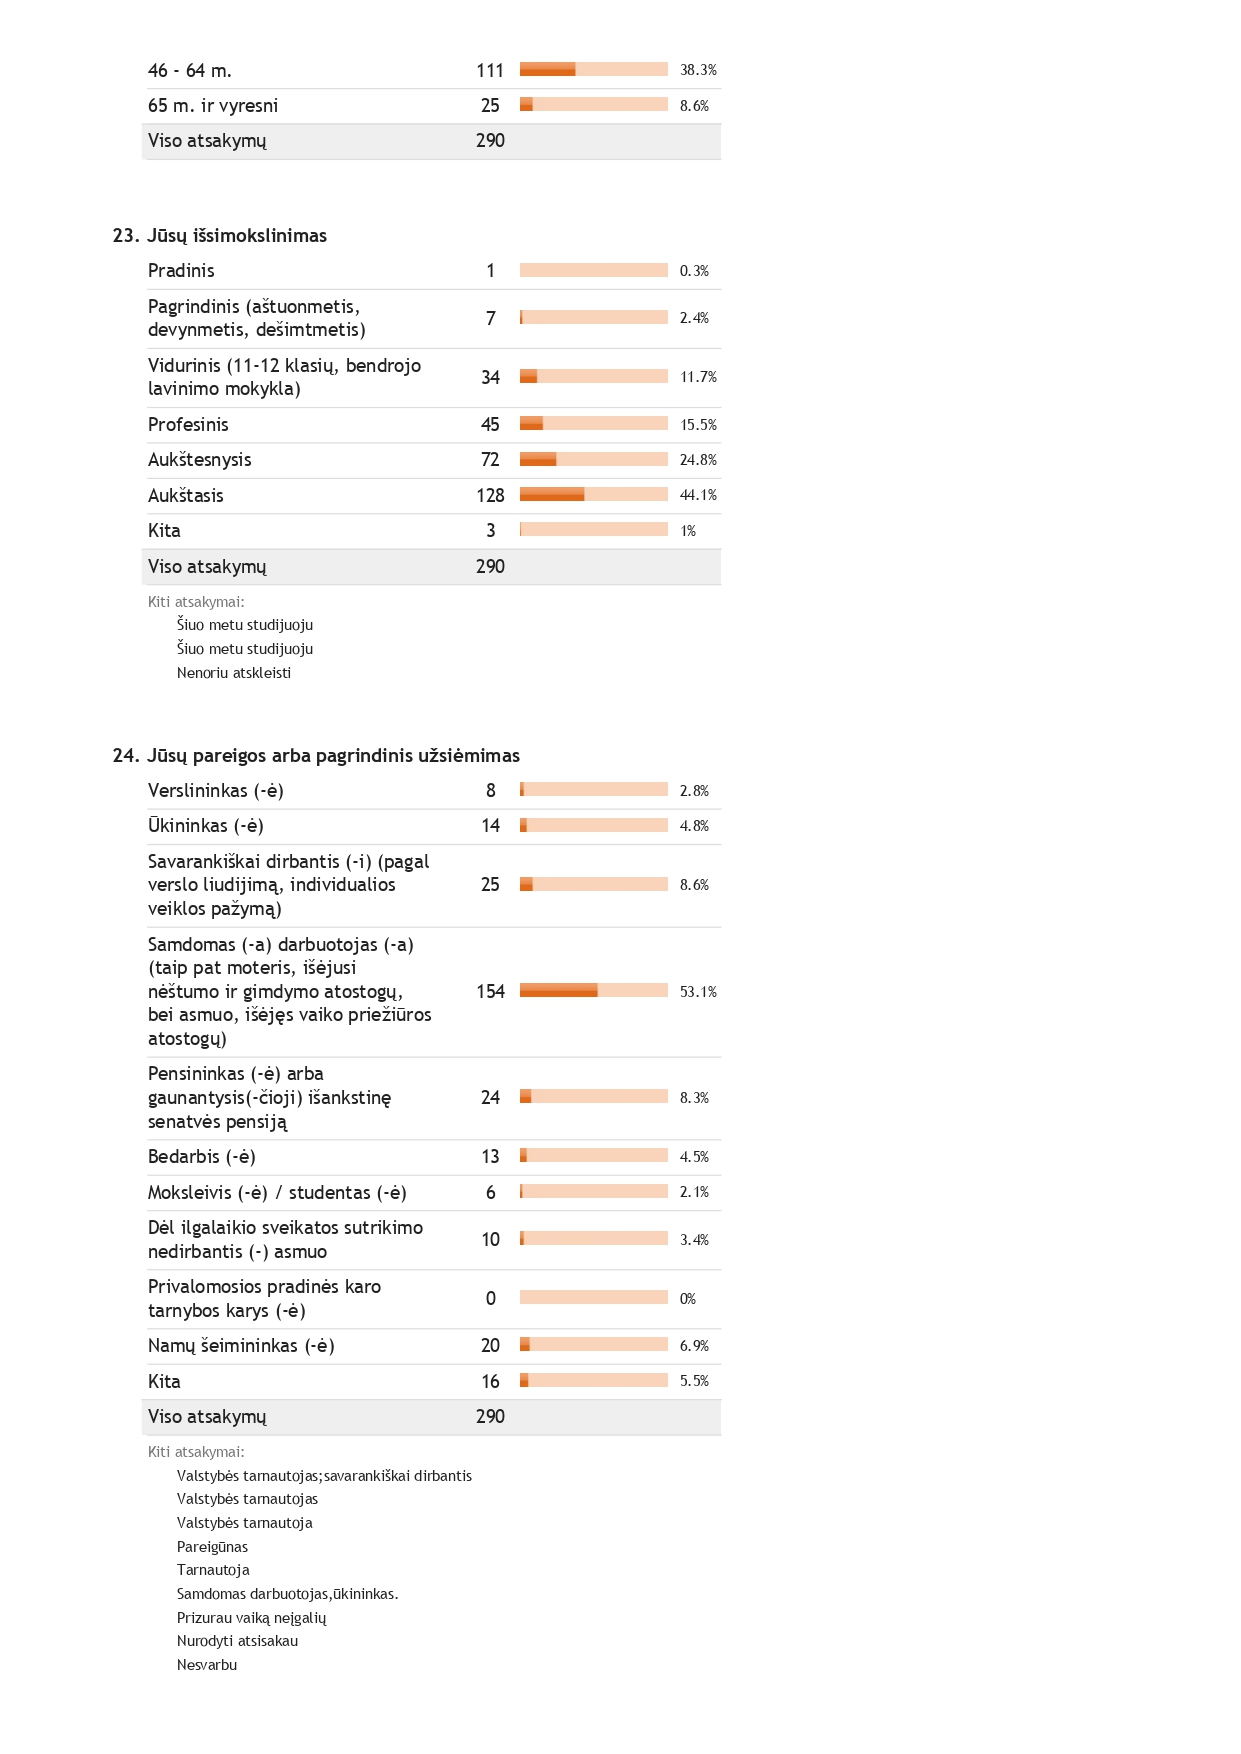 46 - 64 m. 111 38.3%
65 m. ir vyresni 25 8.6%
Viso atsakymų 290
23. Jūsų išsimokslinimas
Pradinis 1 0.3%
Pagrindinis (aštuonmetis,
devynmetis, dešimtmetis) 7 2.4%
Vidurinis (11-12 klasių, bendrojo
lavinimo mokykla) 34 11.7%
Profesinis 45 15.5%
Aukštesnysis 72 24.8%
Aukštasis 128 44.1%
Kita 3 1%
Viso atsakymų 290
Kiti atsakymai:
Šiuo metu studijuoju
Šiuo metu studijuoju
Nenoriu atskleisti
24. Jūsų pareigos arba pagrindinis užsiėmimas
Verslininkas (-ė) 8 2.8%
Ūkininkas (-ė) 14 4.8%
Savarankiškai dirbantis (-i) (pagal
verslo liudijimą, individualios 25 8.6%
veiklos pažymą)
Samdomas (-a) darbuotojas (-a)
(taip pat moteris, išėjusi
nėštumo ir gimdymo atostogų, 154 53.1%
bei asmuo, išėjęs vaiko priežiūros
atostogų)
Pensininkas (-ė) arba
gaunantysis(-čioji) išankstinę 24 8.3%
senatvės pensiją
Bedarbis (-ė) 13 4.5%
Moksleivis (-ė) / studentas (-ė) 6 2.1%
Dėl ilgalaikio sveikatos sutrikimo
nedirbantis (-) asmuo 10 3.4%
Privalomosios pradinės karo
tarnybos karys (-ė) 0 0%
Namų šeimininkas (-ė) 20 6.9%
Kita 16 5.5%
Viso atsakymų 290
Kiti atsakymai:
Valstybės tarnautojas;savarankiškai dirbantis
Valstybės tarnautojas
Valstybės tarnautoja
Pareigūnas
Tarnautoja
Samdomas darbuotojas,ūkininkas.
Prizurau vaiką neįgalių
Nurodyti atsisakau
Nesvarbu